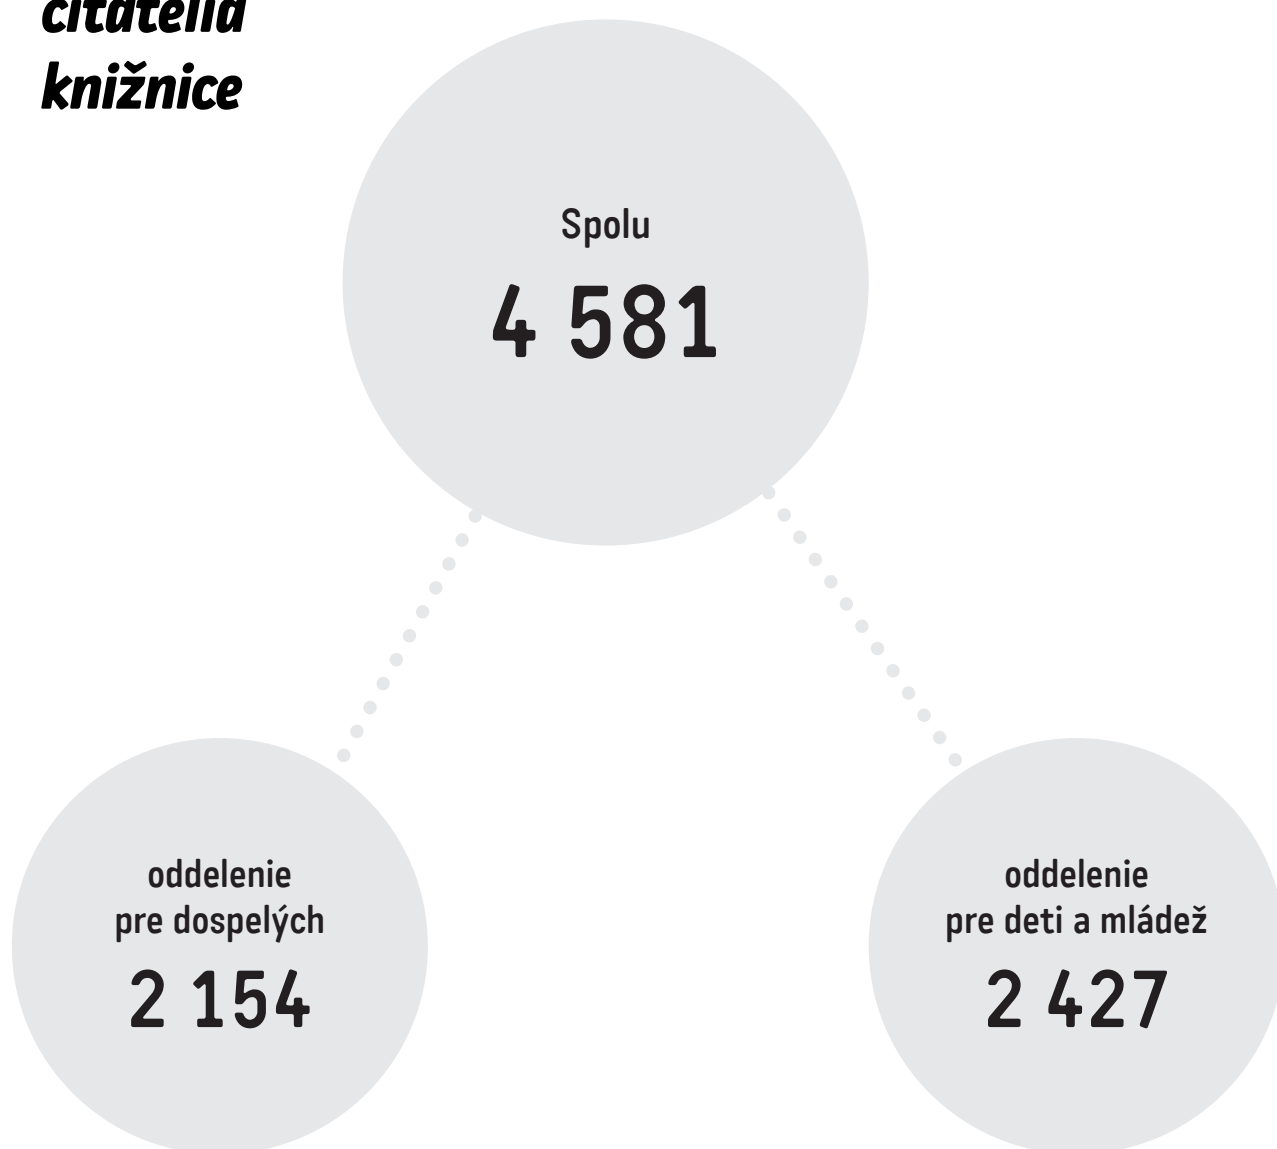 čitatelia
knižnice
Spolu
4 581
oddelenie
pre dospelých
2 154
oddelenie
pre deti a mládež
2 427